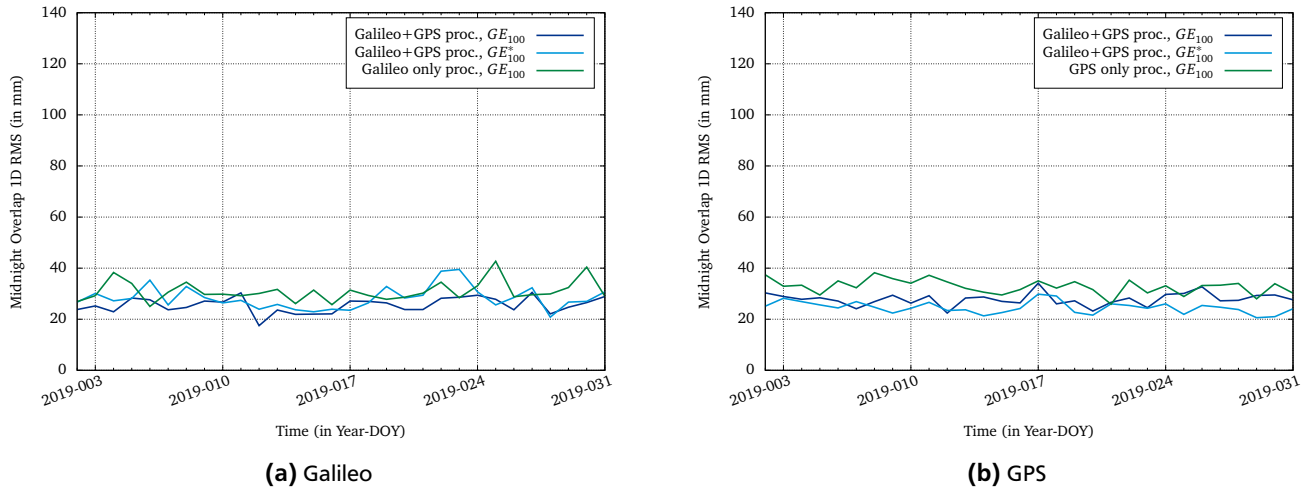 140
120
100
80
60
40
20
0
Midnight Overlap 1D RMS (in mm)
Galileo+GPS proc., GE100
Galileo+GPS proc., GE*100
Galileo only proc., GE100
2019-003
2019-010
2019-017
2019-024
2019-031
Time (in Year-DOY)
(a) Galileo
140
120
100
80
60
40
20
0
Midnight Overlap 1D RMS (in mm)
Galileo+GPS proc., GE100
Galileo+GPS proc., GE*100
GPS only proc., GE100
2019-003
2019-010
2019-017
2019-024
2019-031
Time (in Year-DOY)
(b) GPS